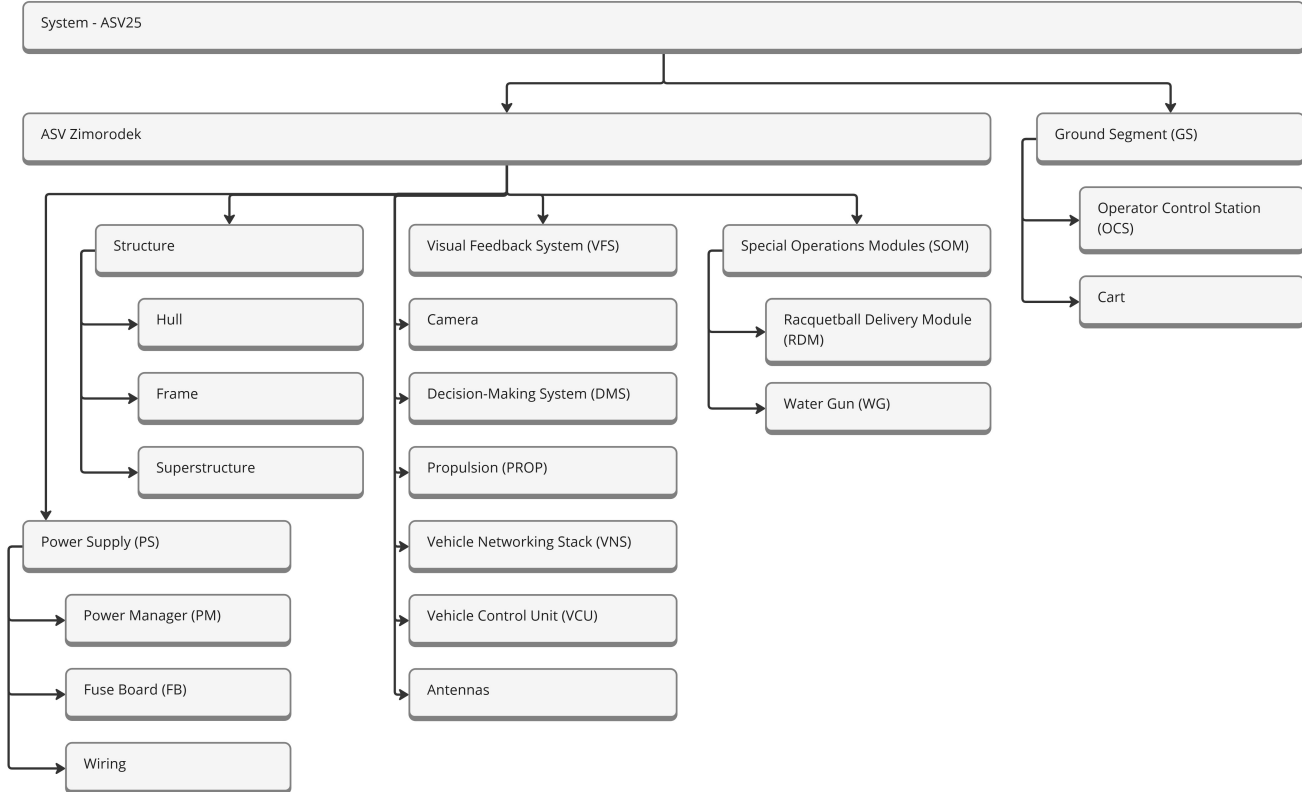 System - ASV25
ASV Zimorodek
Ground Segment (GS)
Operator Control Station
(OCS)
Cart
Structure
Hull
Frame
Superstructure
Visual Feedback System (VFS)
Camera
Decision-Making System (DMS)
Propulsion (PROP)
Vehicle Networking Stack (VNS)
Vehicle Control Unit (VCU)
Antennas
Special Operations Modules (SOM)
Racquetball Delivery Module
(RDM)
Water Gun (WG)
Power Supply (PS)
Power Manager (PM)
Fuse Board (FB)
Wiring